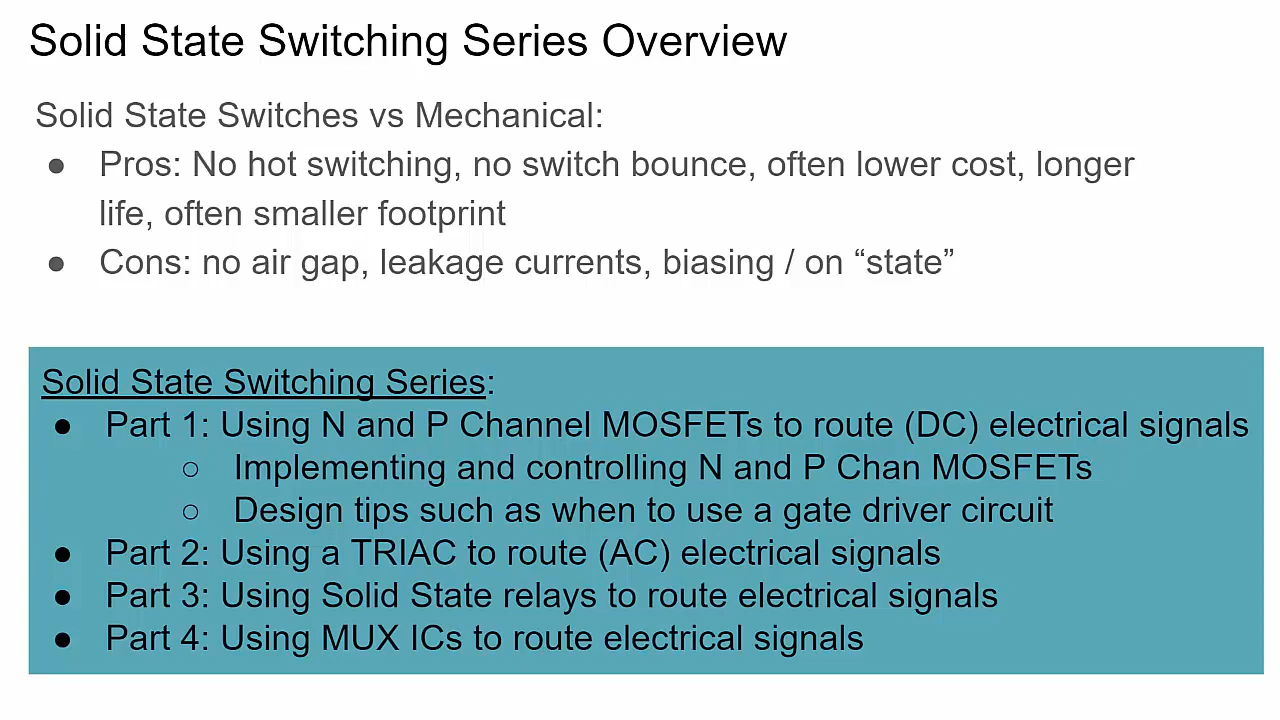 Solid State Switching Series Overview
Solid State Switches vs Mechanical:
● Pros: No hot switching, no switch bounce, often lower cost, longer
life, often smaller footprint
● Cons: no air gap, leakage currents, biasing / on “state”
Solid State Switching Series:
● Part 1: Using N and P Channel MOSFETs to route (DC) electrical signals
○ Implementing and controlling N and P Chan MOSFETs
○ Design tips such as when to use a gate driver circuit
● Part 2: Using a TRIAC to route (AC) electrical signals
● Part 3: Using Solid State relays to route electrical signals
● Part 4: Using MUX ICs to route electrical signals